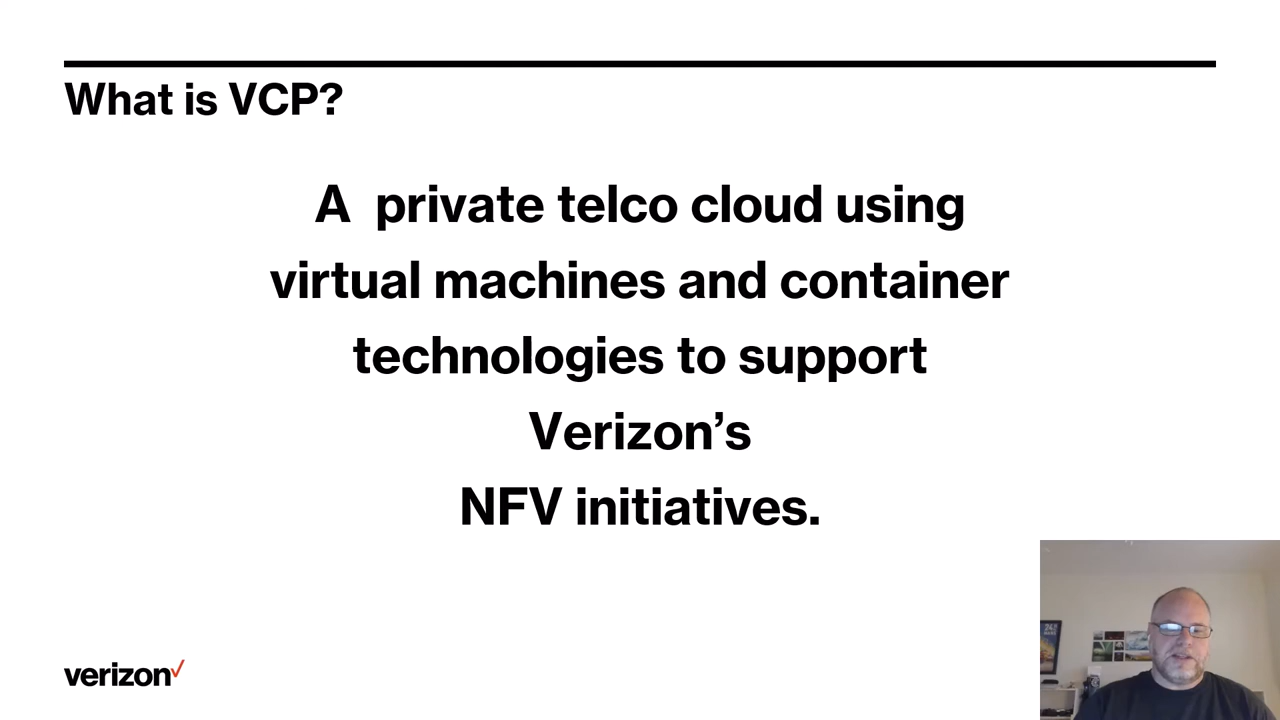 What is VCP?
A  private telco cloud using
virtual machines and container
technologies to support
Verizon’s
NFV initiatives.
verizon✓